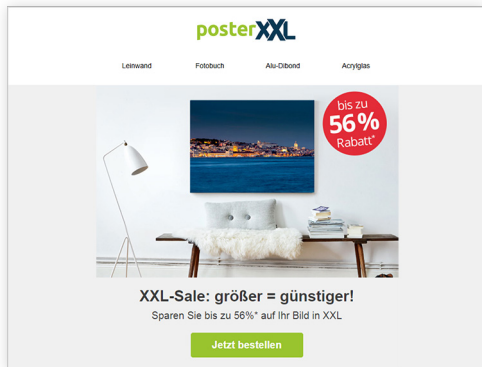 posterXXL
Leinwand Fotobuch Alu-Dibond Acrylglas
bis zu
56%
Rabatt*
XXL-Sale: größer = günstiger!
Sparen Sie bis zu 56%* auf Ihr Bild in XXL
Jetzt bestellen